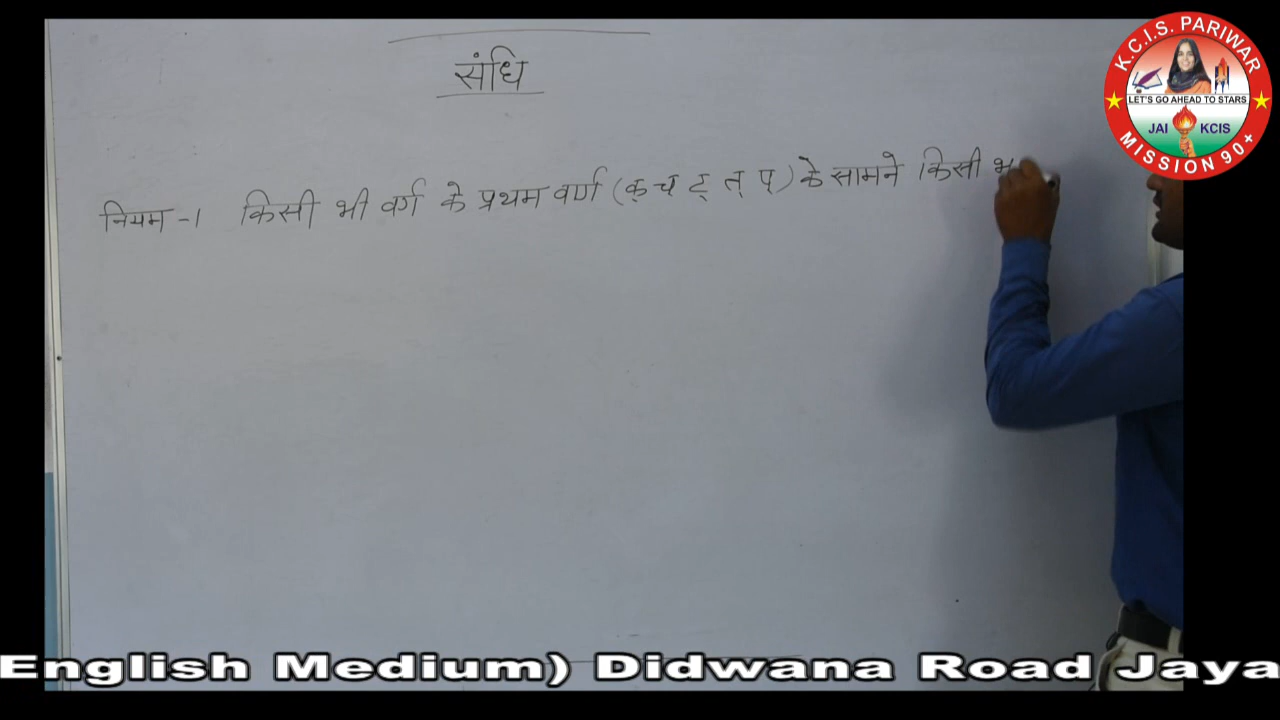 संधि
नियम -1 किसी भी वर्ग के प्रथम वर्ण (क् च् ट् त् प्) के सामने किसी
K.C.I.S. PARIWAR
LET'S GO AHEAD TO STARS
JAI KCIS
MISSION 90+
English Medium) Didwana Road Jaya